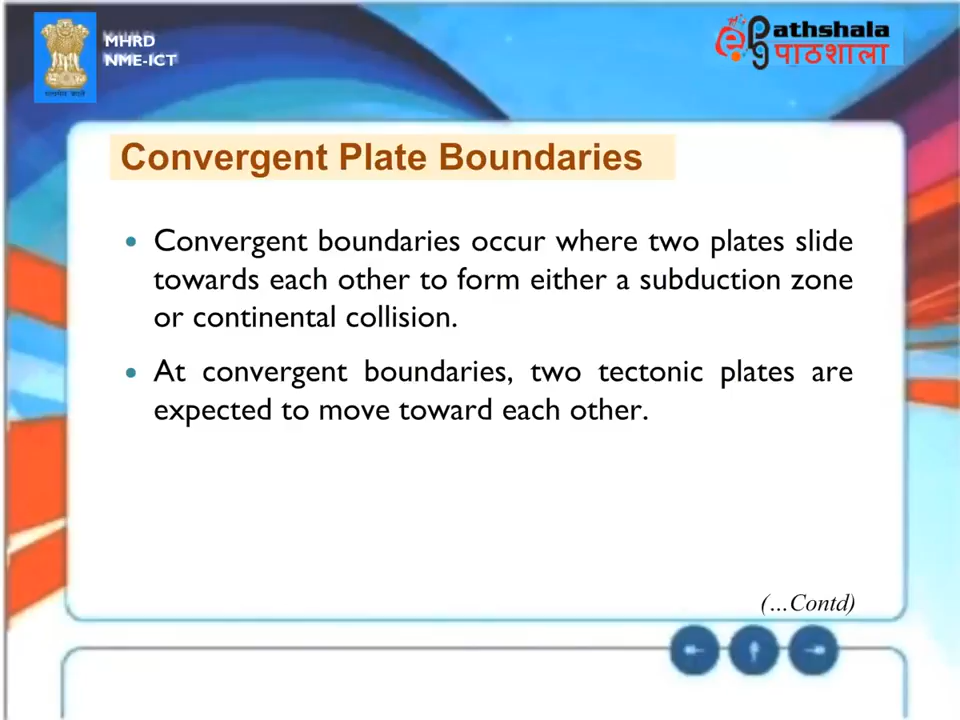 MHRD
NME-ICT
ePG athshala
पाठशाला
Convergent Plate Boundaries
• Convergent boundaries occur where two plates slide
towards each other to form either a subduction zone
or continental collision.
• At convergent boundaries, two tectonic plates are
expected to move toward each other.
(...Contd)